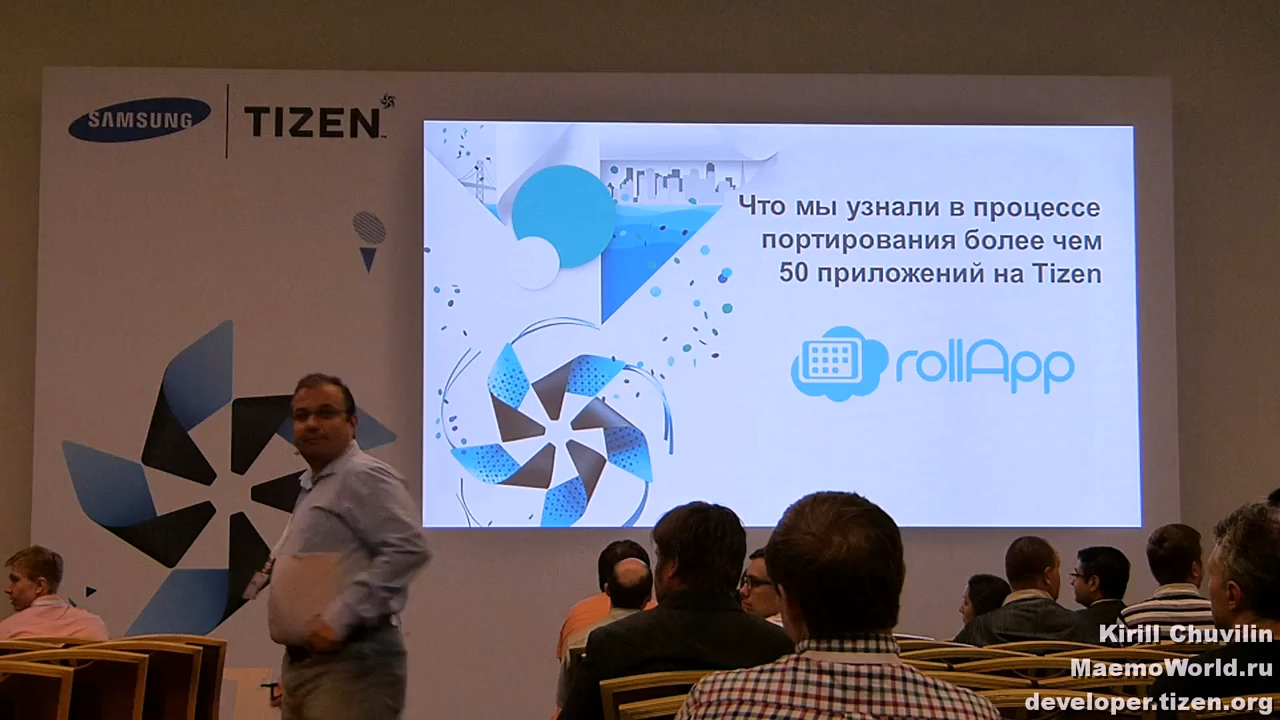 SAMSUNG
TIZEN™
Что мы узнали в процессе
портирования более чем
50 приложений на Tizen
rollApp
Kirill Chuvilin
MaemoWorld.ru
developer.tizen.org